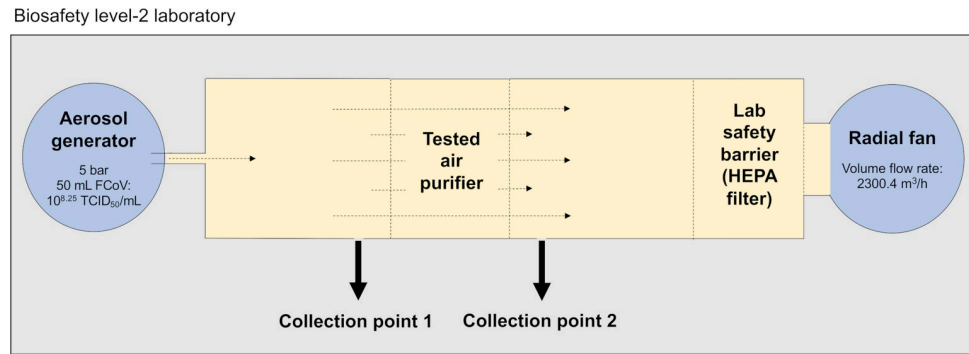 Biosafety level-2 laboratory
Aerosol
generator
5 bar
50 mL FCoV:
10^8.25 TCID₅₀/mL
Tested
air
purifier
Lab
safety
barrier
(HEPA
filter)
Radial fan
Volume flow rate:
2300.4 m³/h
Collection point 1
Collection point 2